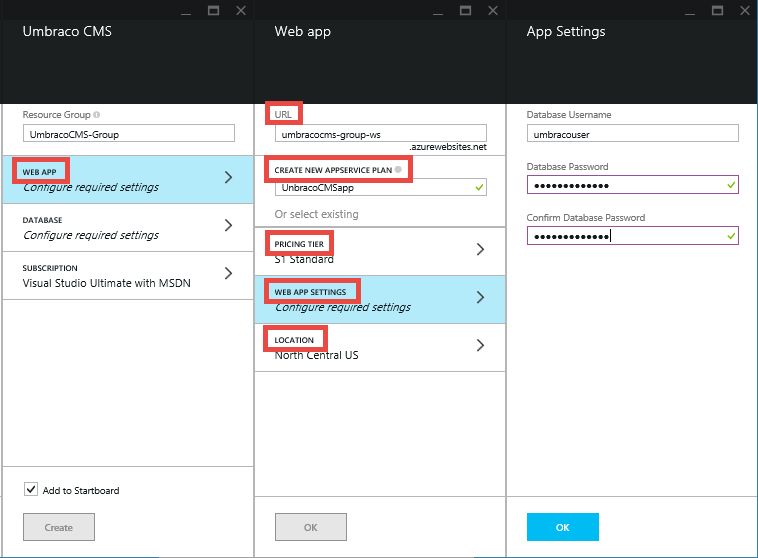 Umbraco CMS
Resource Group
UmbracoCMS-Group
WEB APP
Configure required settings
DATABASE
Configure required settings
SUBSCRIPTION
Visual Studio Ultimate with MSDN
Add to Startboard
Create
Web app
URL
umbracocms-group-ws
.azurewebsites.net
CREATE NEW APPSERVICE PLAN
UnbracoCMSapp
Or select existing
PRICING TIER
S1 Standard
WEB APP SETTINGS
Configure required settings
LOCATION
North Central US
OK
App Settings
Database Username
umbracouser
Database Password
•••••••••••••
Confirm Database Password
•••••••••••••
OK